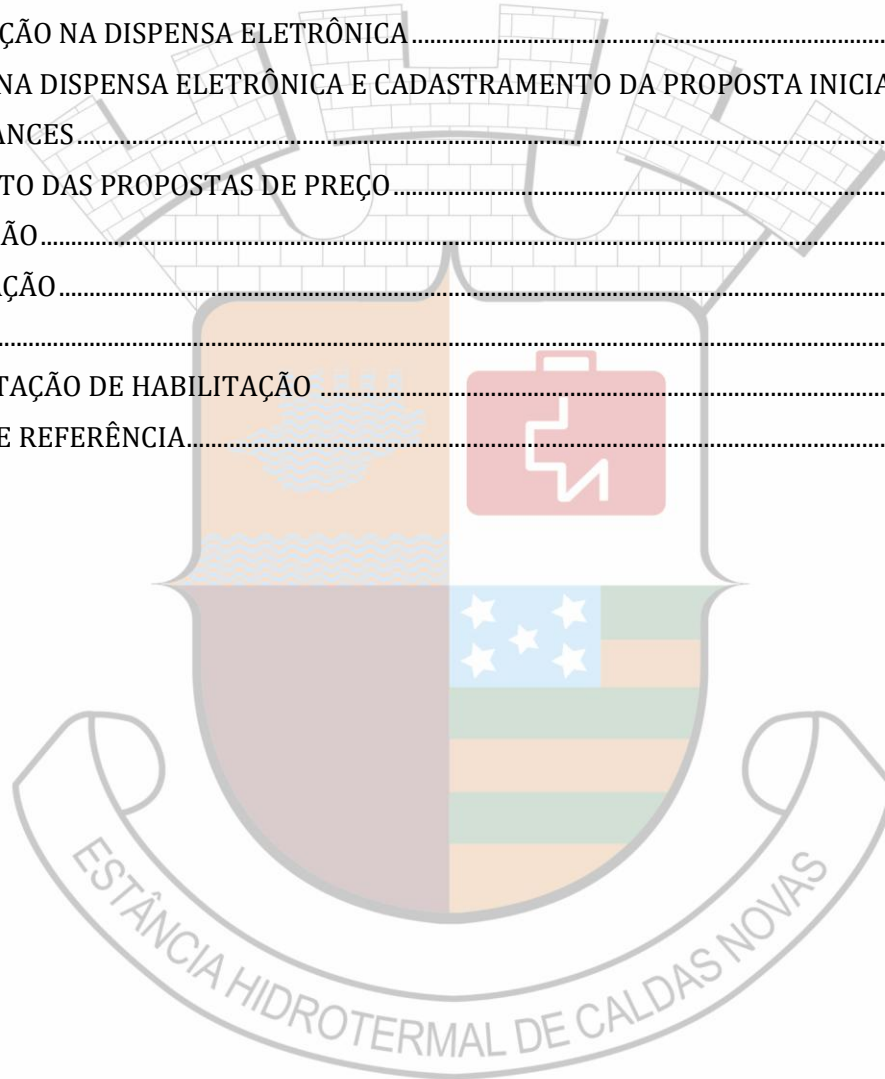 ÇÃO NA DISPENSA ELETRÔNICA
NA DISPENSA ELETRÔNICA E CADASTRAMENTO DA PROPOSTA INICIA
ANCES
TO DAS PROPOSTAS DE PREÇO
ÃO
AÇÃO
TAÇÃO DE HABILITAÇÃO
E REFERÊNCIA
ESTÂNCIA HIDROTERMAL DE CALDAS NOVAS